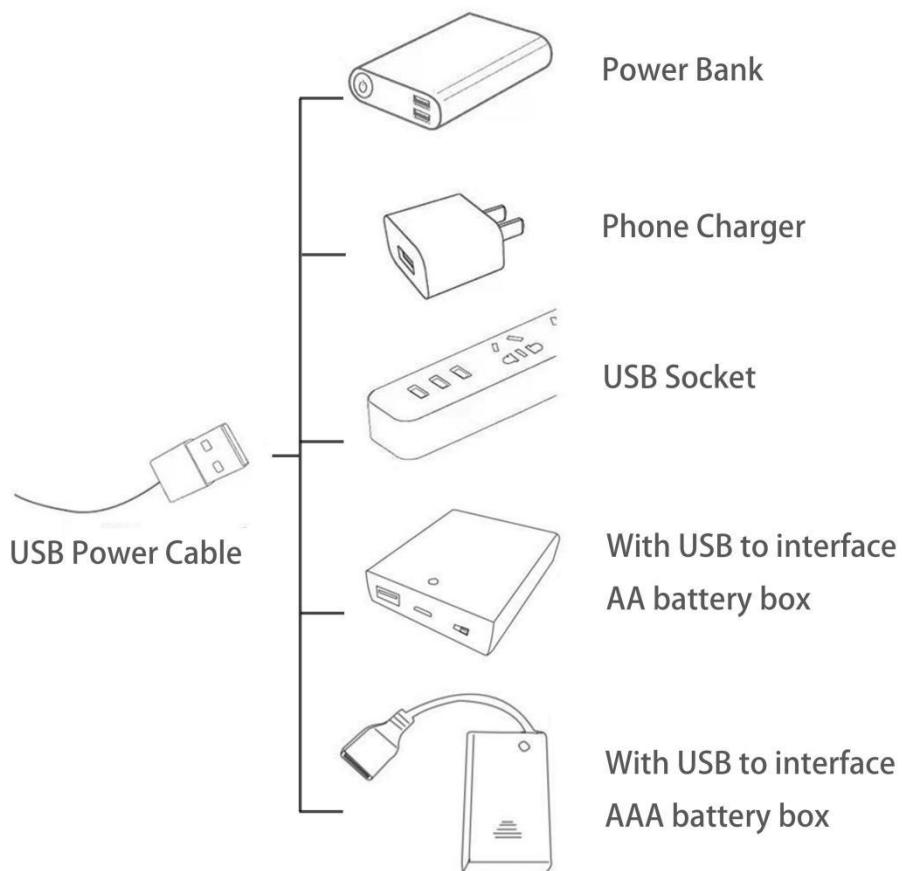 Power Bank
Phone Charger
USB Socket
USB Power Cable
With USB to interface
AA battery box
With USB to interface
AAA battery box